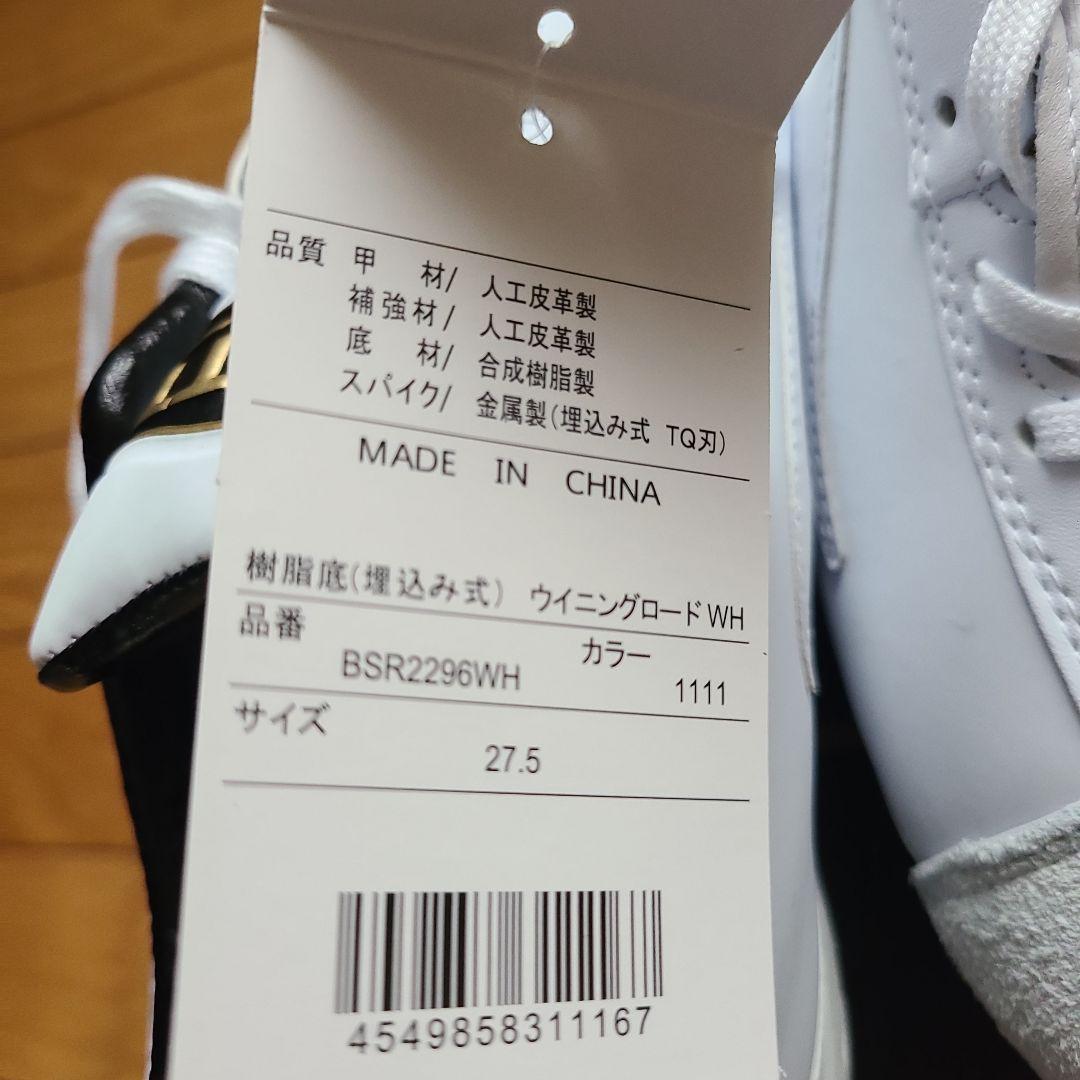 品質 甲 材/ 人工皮革製
補強材/ 人工皮革製
底 材/ 合成樹脂製
スパイク/ 金属製(埋込み式 TQ刃)
MADE IN CHINA
樹脂底(埋込み式) ウイニングロードWH
品番 カラー
BSR2296WH 1111
サイズ
27.5
4549858311167